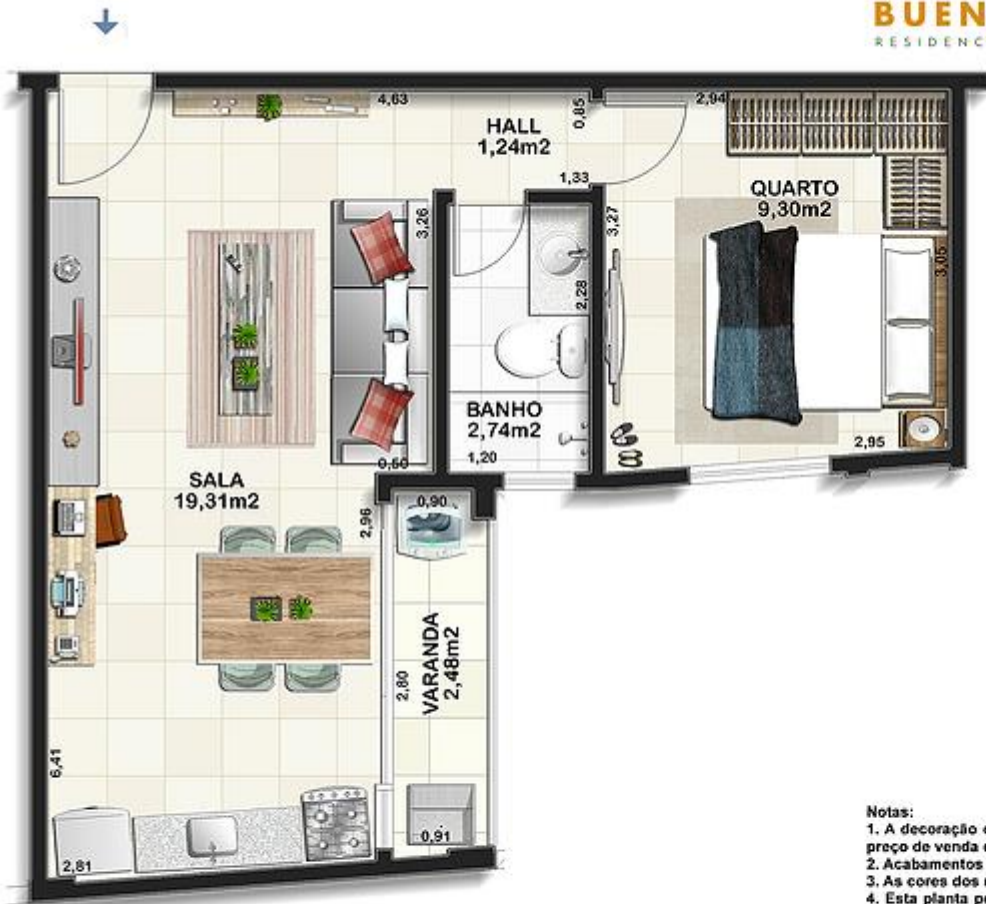 BUEN
RESIDENC
4,63
0,85
2,94
HALL
1,24m2
1,33
QUARTO
9,30m2
3,26
3,27
2,28
3,05
BANHO
2,74m2
1,20
2,95
0,50
SALA
19,31m2
2,96
0,90
VARANDA
2,48m2
2,80
6,41
2,81
0,91
Notas:
1. A decoração
preço de venda
2. Acabamentos
3. As cores dos
4. Esta planta